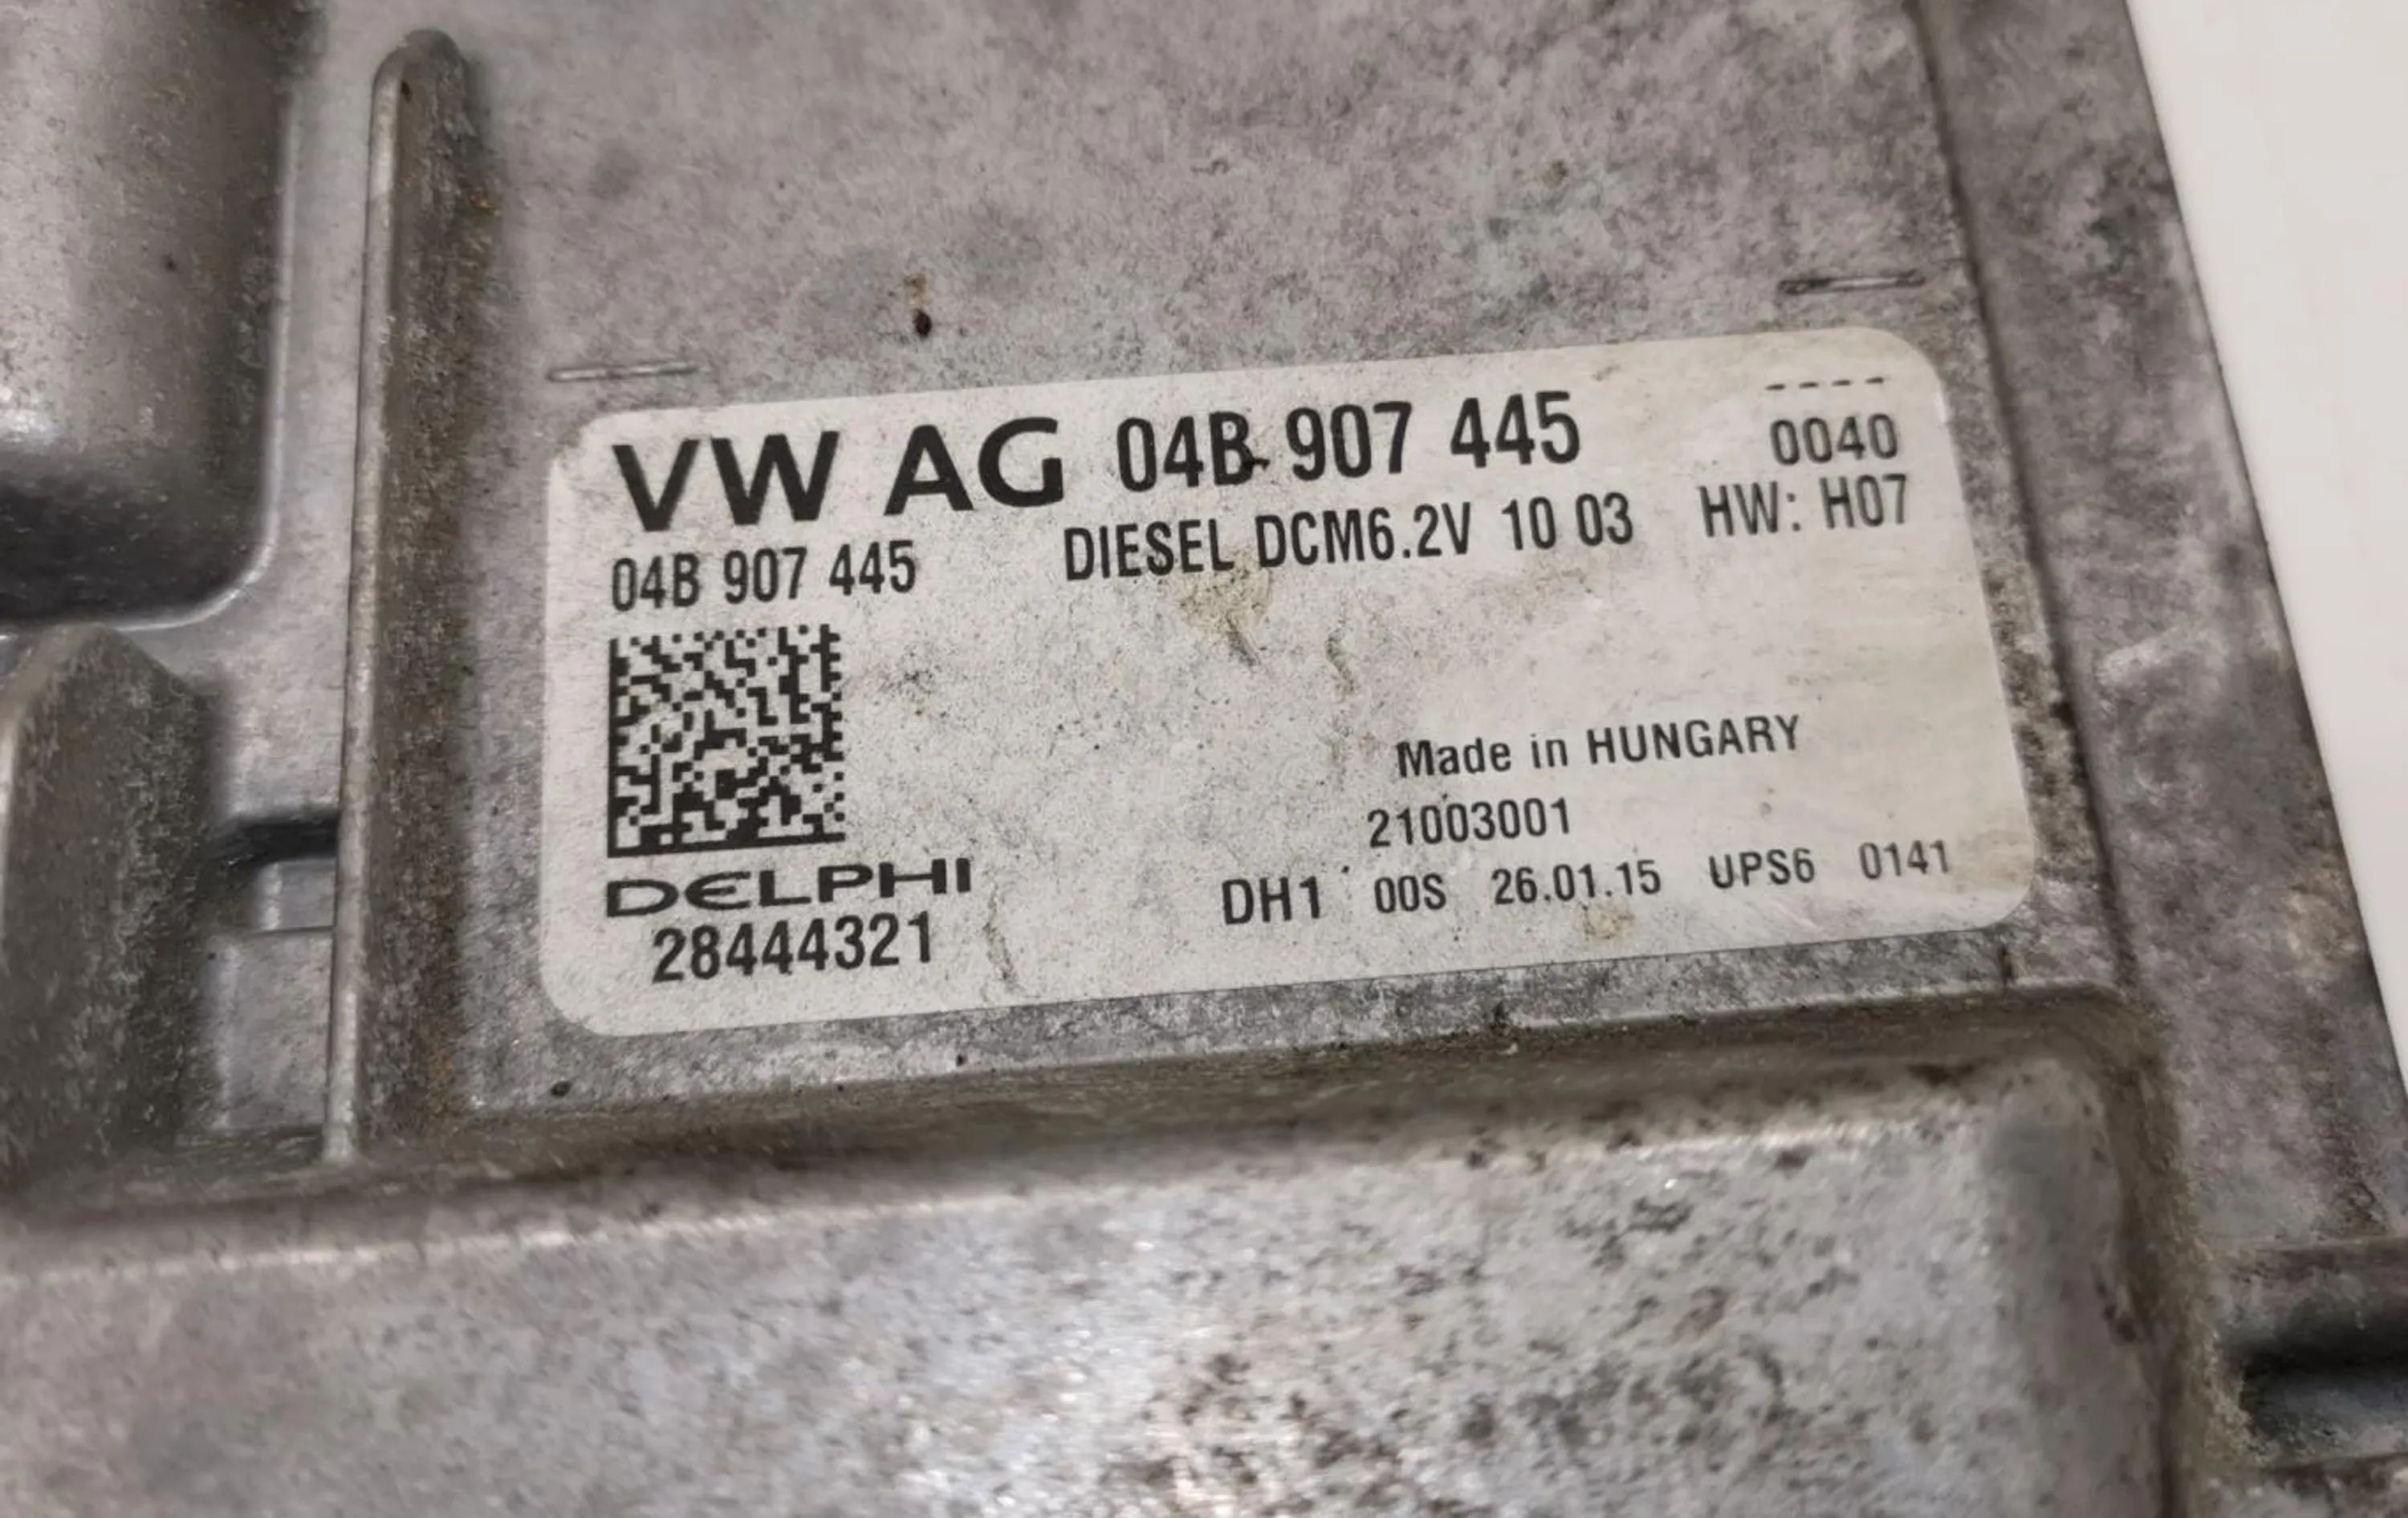 ----
VW AG 04B 907 445 0040
04B 907 445 DIESEL DCM6.2V 10 03 HW: H07
Made in HUNGARY
21003001
DELPHI DH1 00S 26.01.15 UPS6 0141
28444321